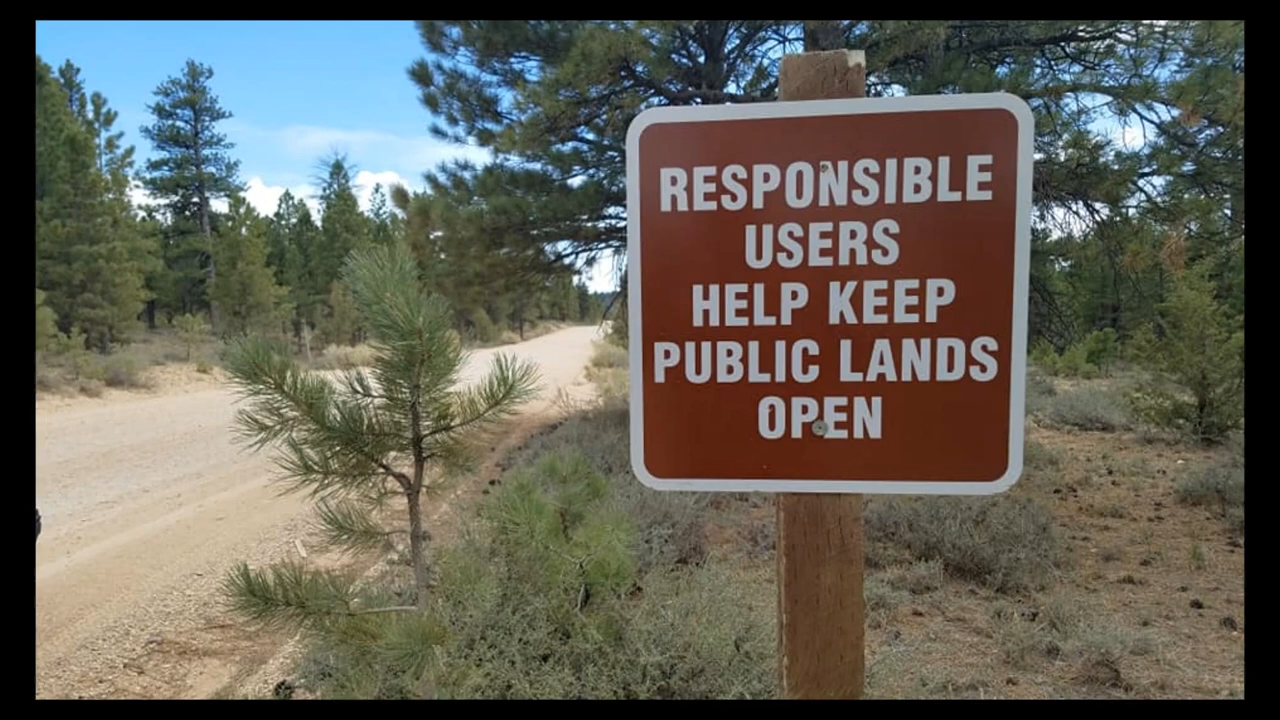 RESPONSIBLE
USERS
HELP KEEP
PUBLIC LANDS
OPEN